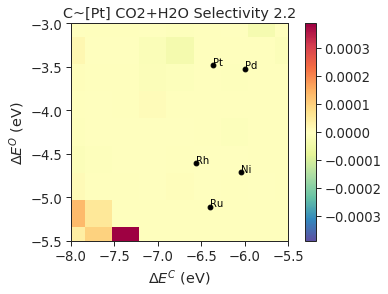 C~[Pt] CO2+H2O Selectivity 2.2
−3.0
−3.5
−4.0
−4.5
−5.0
−5.5
ΔE^O (eV)
Pt
Pd
Rh
Ni
Ru
−8.0 −7.5 −7.0 −6.5 −6.0 −5.5
ΔE^C (eV)
0.0003
0.0002
0.0001
0.0000
−0.0001
−0.0002
−0.0003